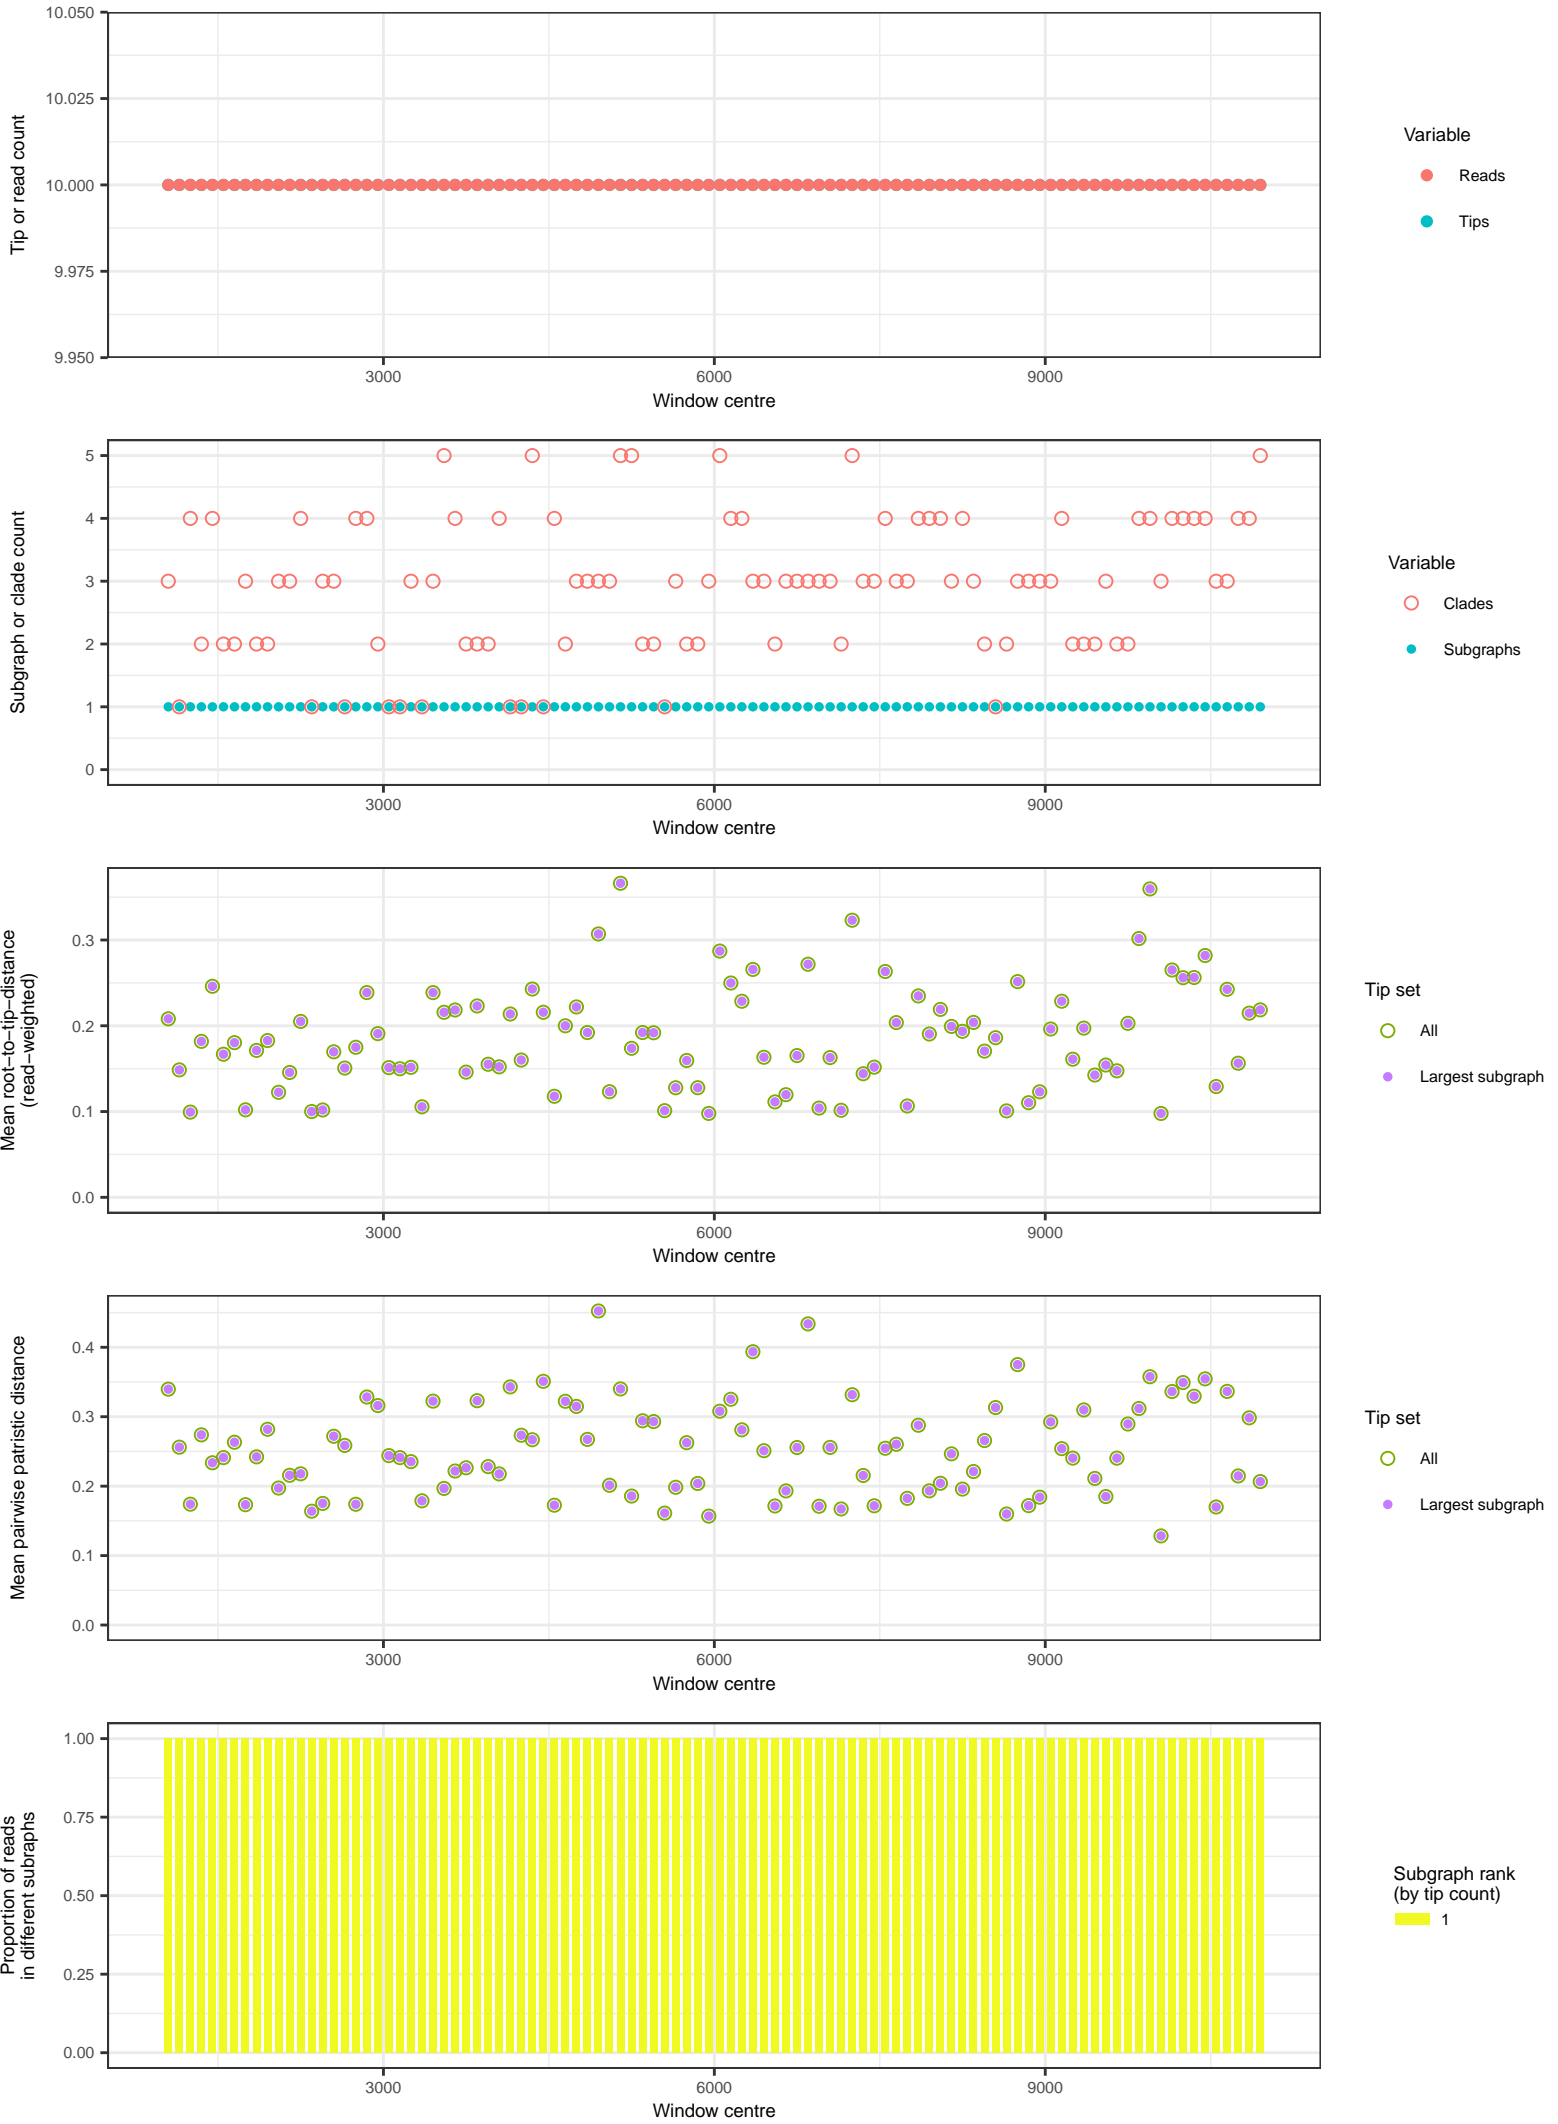 10.050
10.025
10.000
9.975
9.950
Tip or read count
3000 6000 9000
Window centre
Variable
Reads
Tips
5
4
3
2
1
0
Subgraph or clade count
3000 6000 9000
Window centre
Variable
Clades
Subgraphs
0.3
0.2
0.1
0.0
Mean root−to−tip−distance
(read−weighted)
3000 6000 9000
Window centre
Tip set
All
Largest subgraph
0.4
0.3
0.2
0.1
0.0
Mean pairwise patristic distance
3000 6000 9000
Window centre
Tip set
All
Largest subgraph
1.00
0.75
0.50
0.25
0.00
Proportion of reads
in different subraphs
3000 6000 9000
Window centre
Subgraph rank
(by tip count)
1